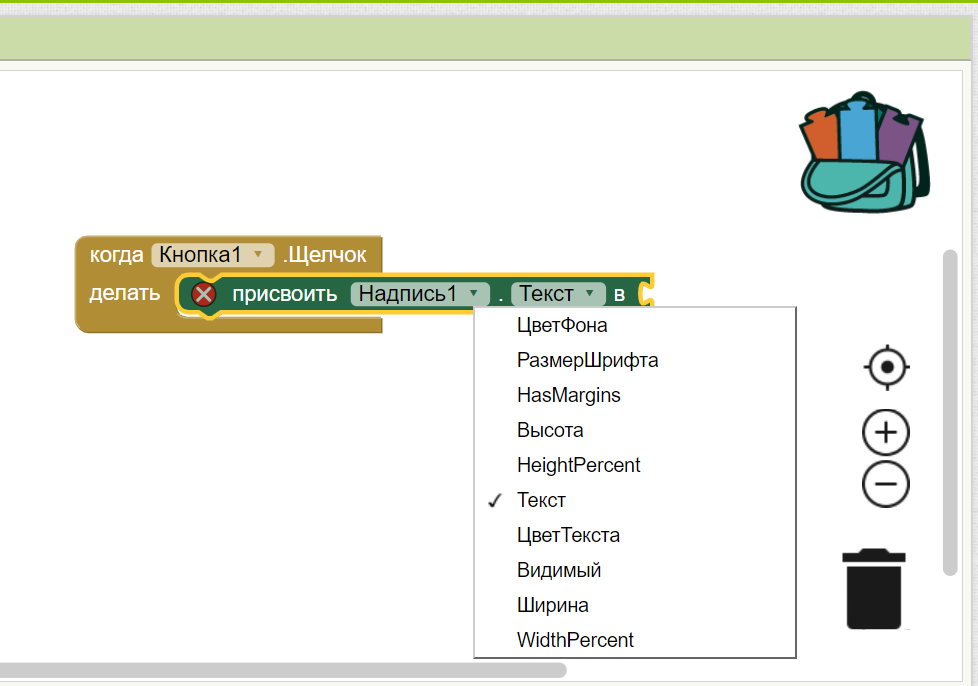 когда Кнопка1 .Щелчок
делать присвоить Надпись1 . Текст в
ЦветФона
РазмерШрифта
HasMargins
Высота
HeightPercent
Текст
ЦветТекста
Видимый
Ширина
WidthPercent